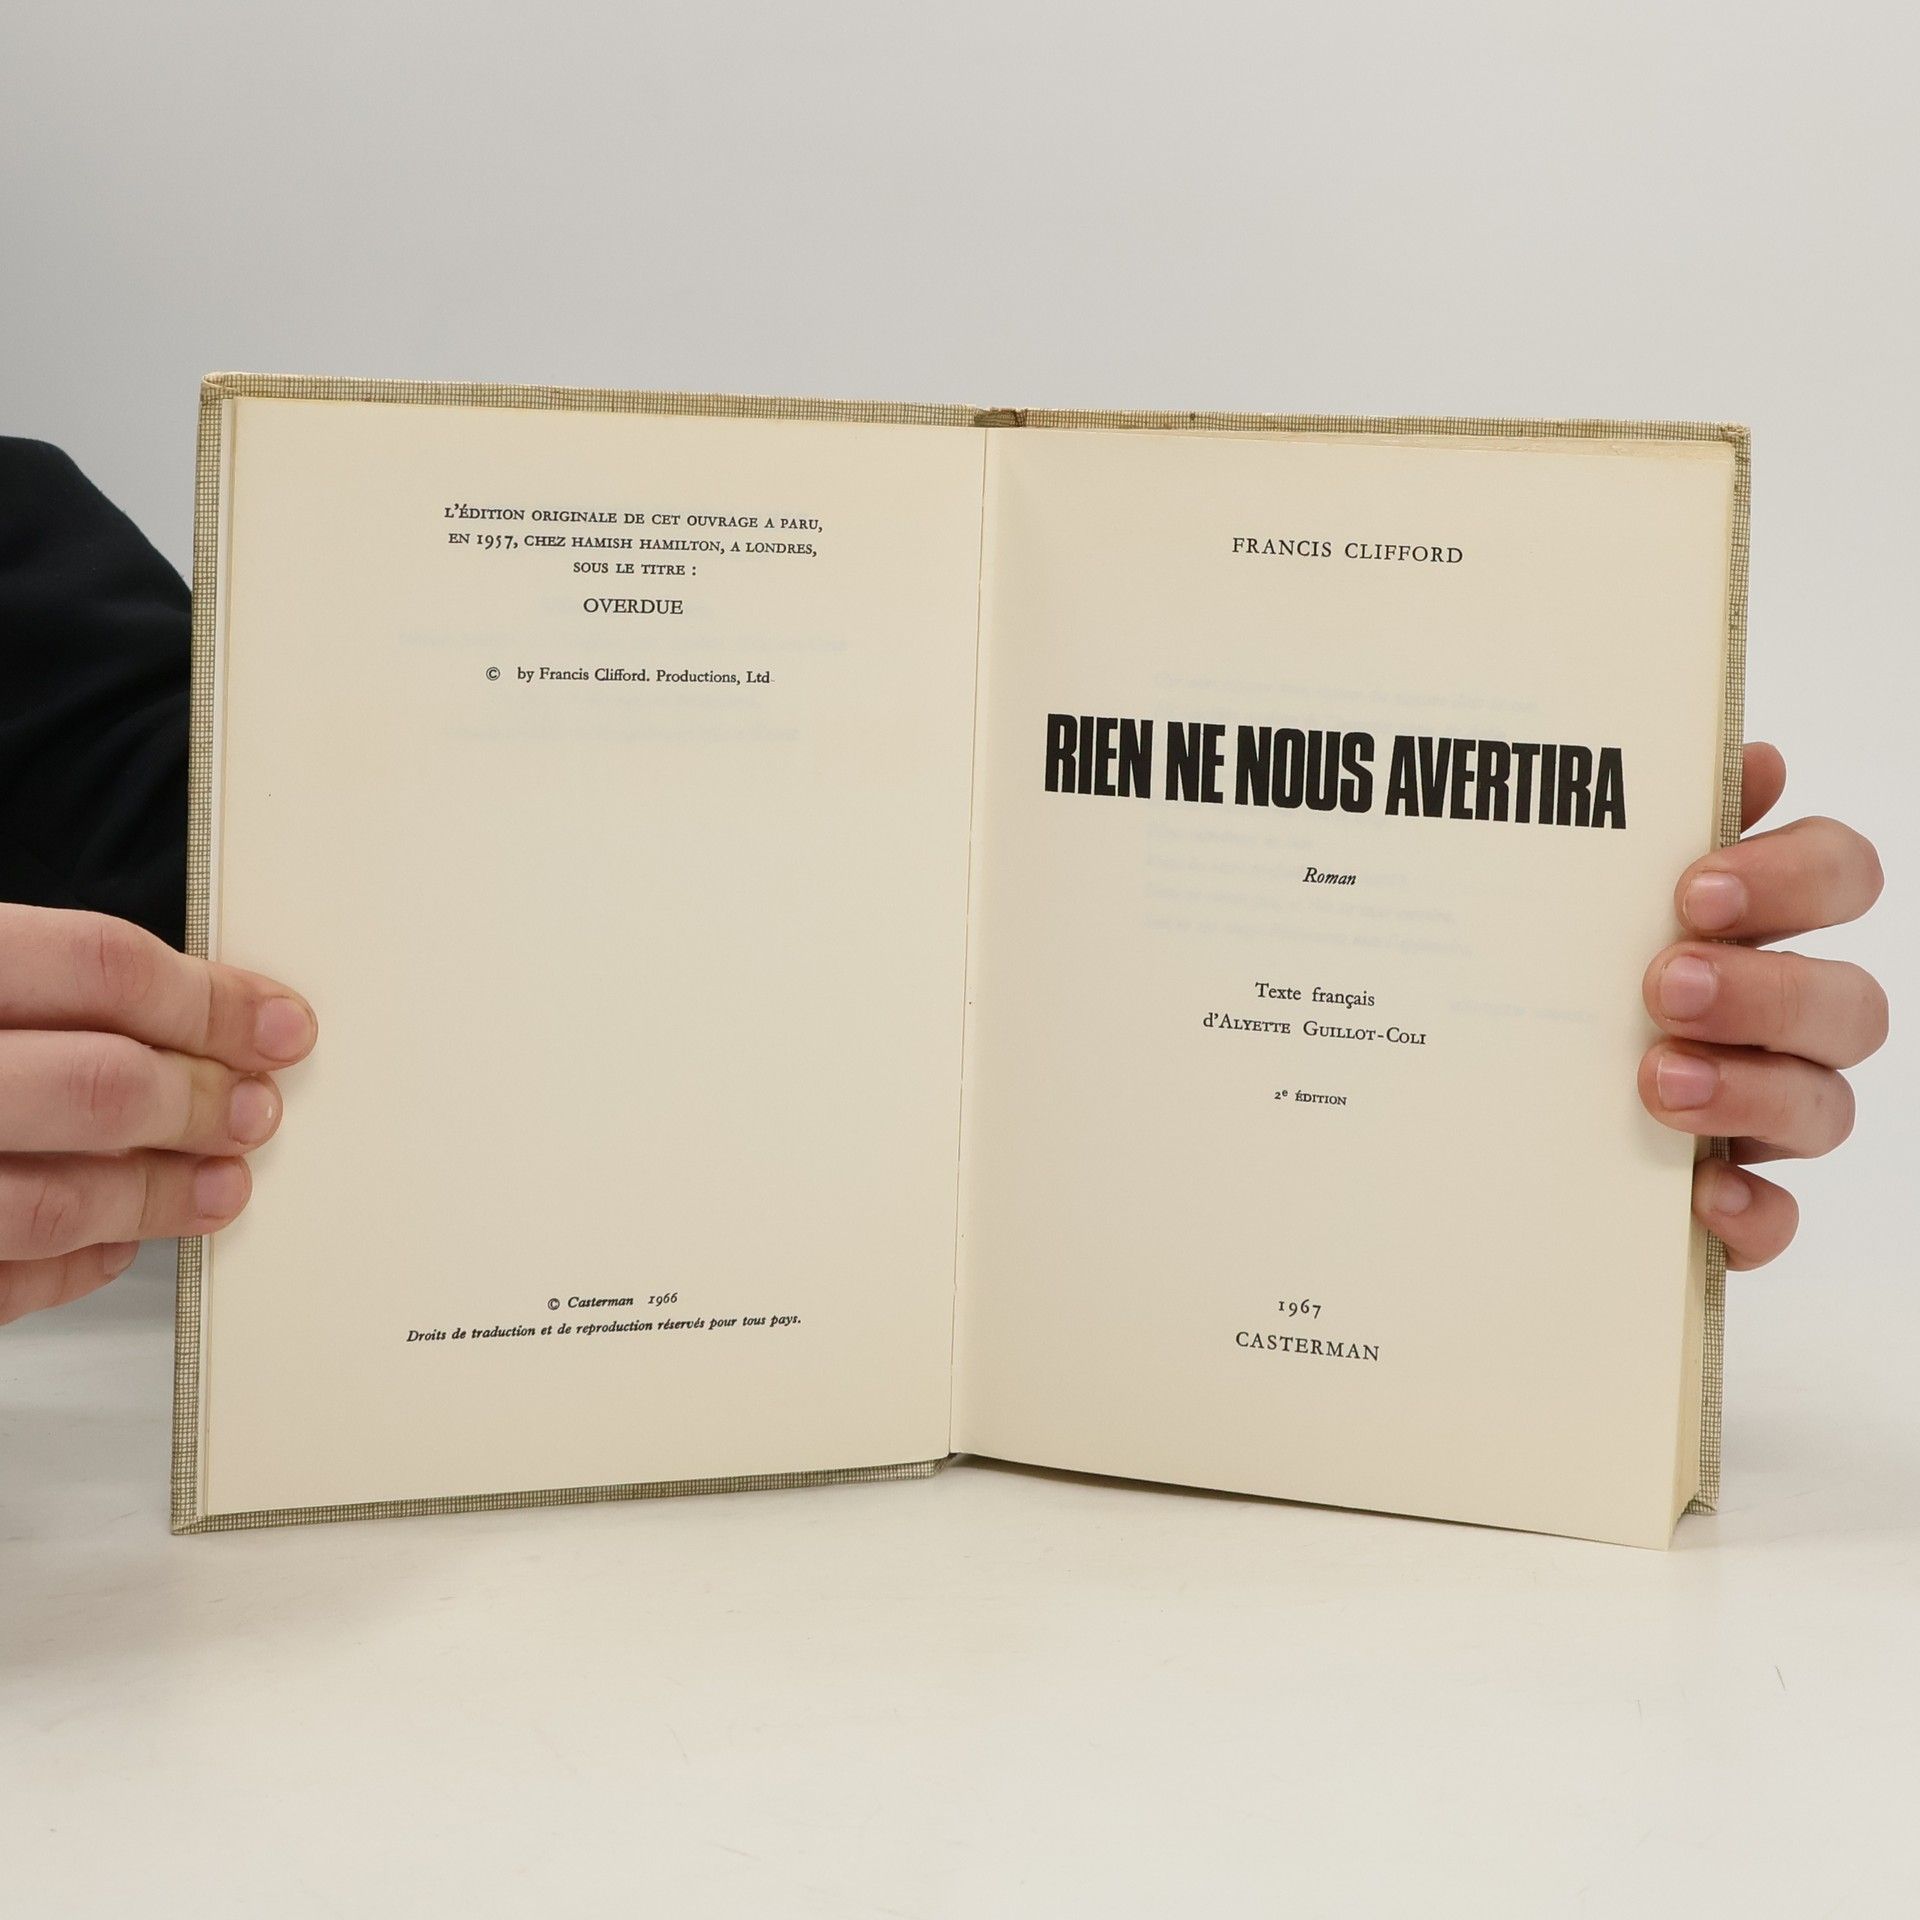 L'ÉDITION ORIGINALE DE CET OUVRAGE A PARU,
EN 1957, CHEZ HAMISH HAMILTON, A LONDRES,
SOUS LE TITRE :
OVERDUE
© by Francis Clifford. Productions, Ltd.
© Casterman 1966
Droits de traduction et de reproduction réservés pour tous pays.
FRANCIS CLIFFORD
RIEN NE NOUS AVERTIRA
Roman
Texte français
d'ALYETTE GUILLOT-COLI
2e ÉDITION
1967
CASTERMAN